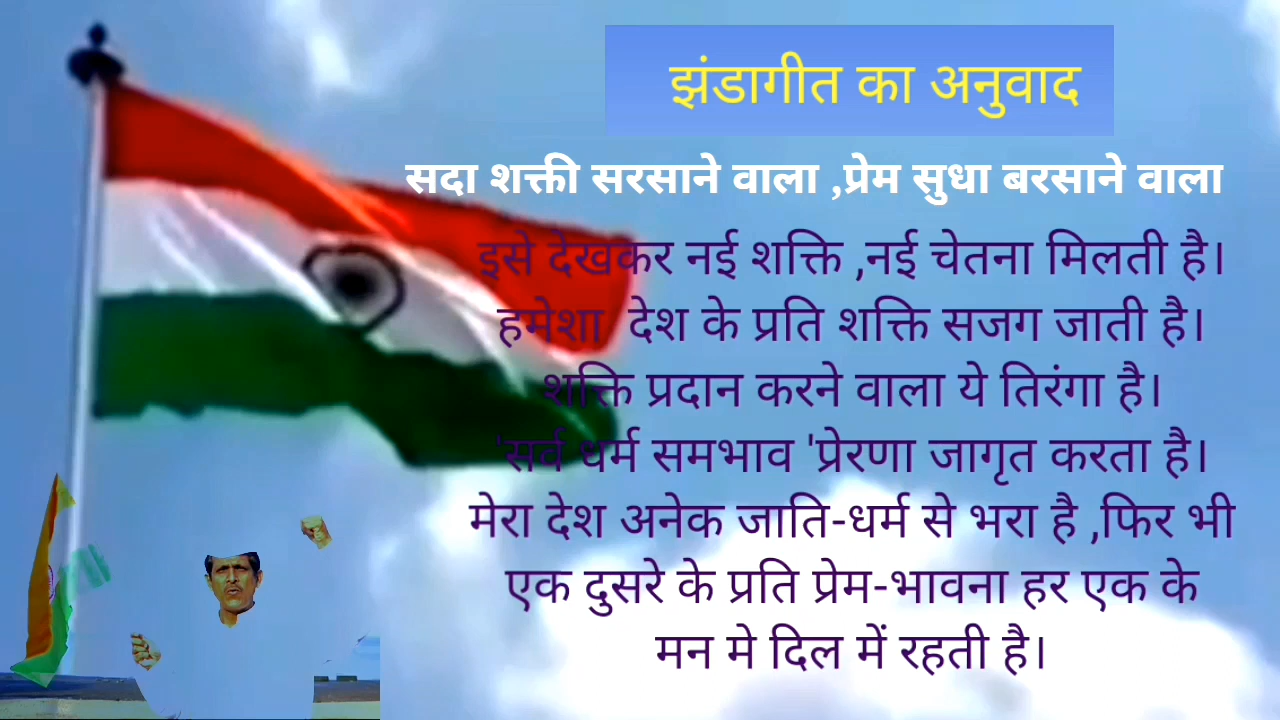 झंडागीत का अनुवाद
सदा शक्ती सरसाने वाला ,प्रेम सुधा बरसाने वाला
इसे देखकर नई शक्ति ,नई चेतना मिलती है।
हमेशा देश के प्रति शक्ति सजग जाती है।
शक्ति प्रदान करने वाला ये तिरंगा है।
'सर्व धर्म समभाव 'प्रेरणा जागृत करता है।
मेरा देश अनेक जाति-धर्म से भरा है ,फिर भी
एक दुसरे के प्रति प्रेम-भावना हर एक के
मन मे दिल में रहती है।